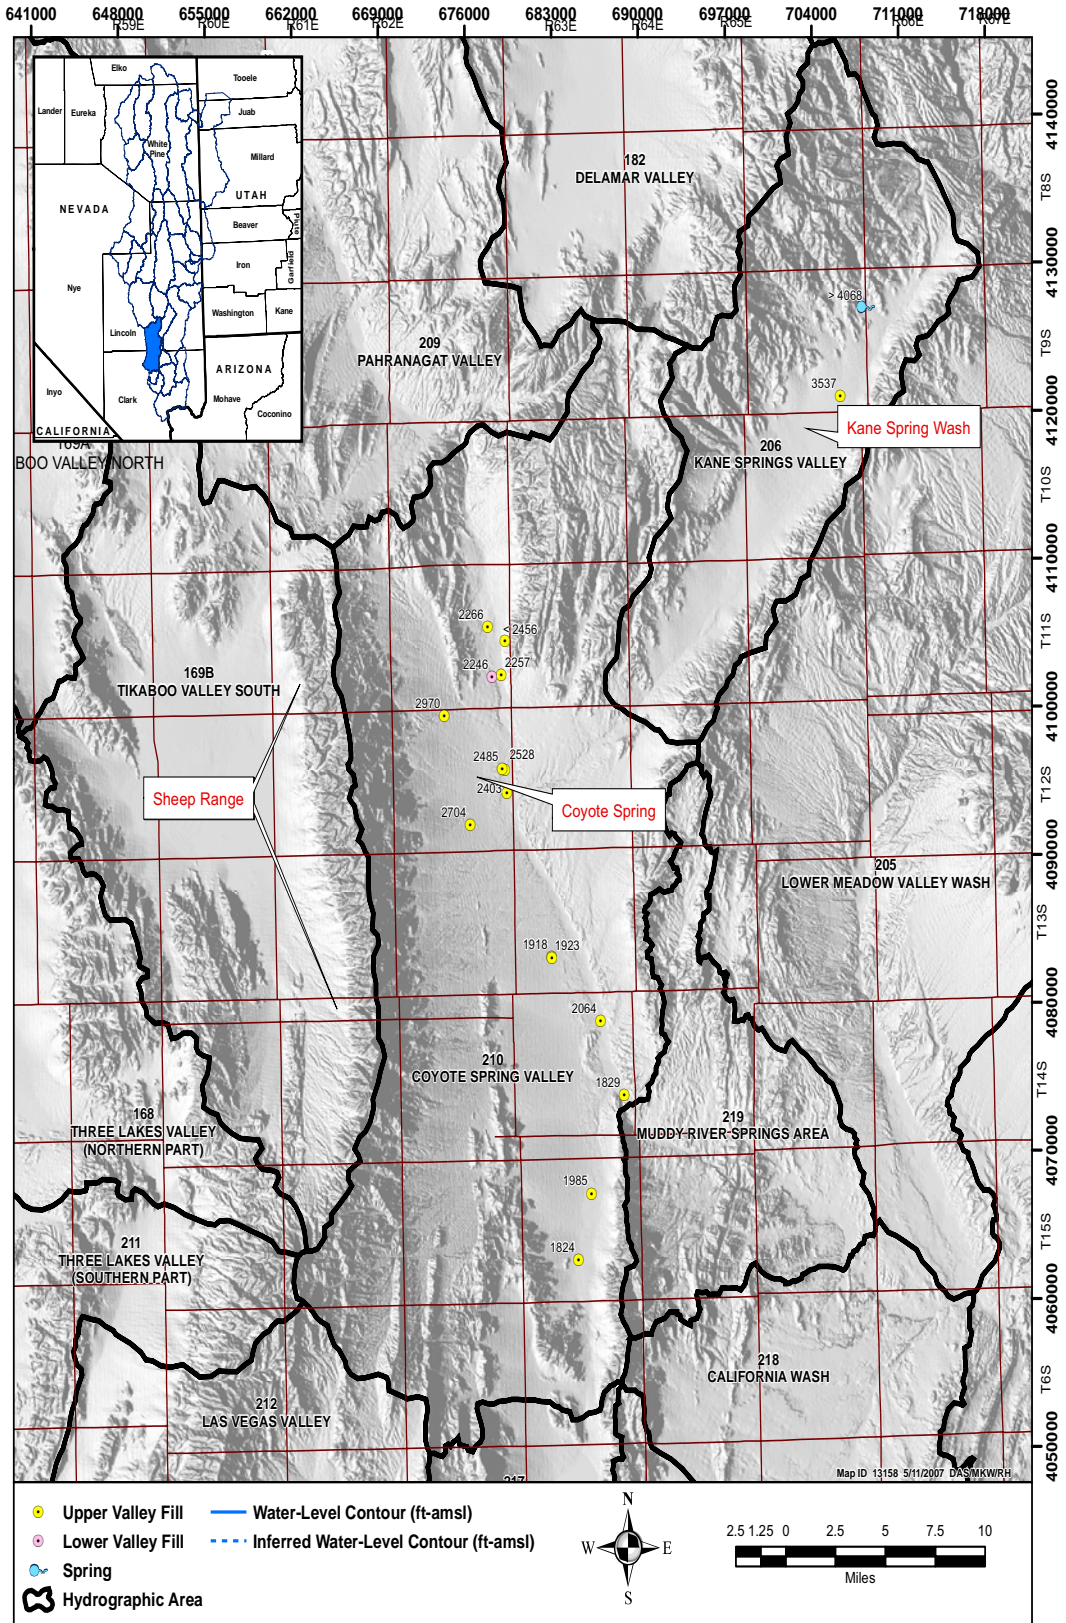 641000 648000 655000 662000 669000 676000 683000 690000 697000 704000 711000 718000
R59E R60E R61E R62E R63E R64E R65E R66E R67E
Elko
Tooele
Lander
Eureka
Juab
White
Pine
Millard
UTAH
NEVADA
Beaver
Piute
Iron
Garfield
Nye
Washington
Kane
Lincoln
ARIZONA
Inyo
Clark
Mohave
Coconino
CALIFORNIA
169A
BOO VALLEY NORTH
182
DELAMAR VALLEY
> 4068
209
PAHRANAGAT VALLEY
3537
Kane Spring Wash
206
KANE SPRINGS VALLEY
2266
< 2456
2246
2257
169B
TIKABOO VALLEY SOUTH
2970
2485
2528
2403
Sheep Range
Coyote Spring
2704
205
LOWER MEADOW VALLEY WASH
1918
1923
2064
210
COYOTE SPRING VALLEY
1829
168
THREE LAKES VALLEY
(NORTHERN PART)
219
MUDDY RIVER SPRINGS AREA
1985
211
THREE LAKES VALLEY
(SOUTHERN PART)
1824
218
CALIFORNIA WASH
212
LAS VEGAS VALLEY
217
Map ID 13158 5/11/2007 DAS/MKW/RH
4140000
T8S
4130000
T9S
4120000
T10S
4110000
T11S
4100000
T12S
4090000
T13S
4080000
T14S
4070000
T15S
4060000
T6S
4050000
Upper Valley Fill
Lower Valley Fill
Spring
Hydrographic Area
Water-Level Contour (ft-amsl)
Inferred Water-Level Contour (ft-amsl)
N
W E
S
2.5 1.25 0 2.5 5 7.5 10
Miles